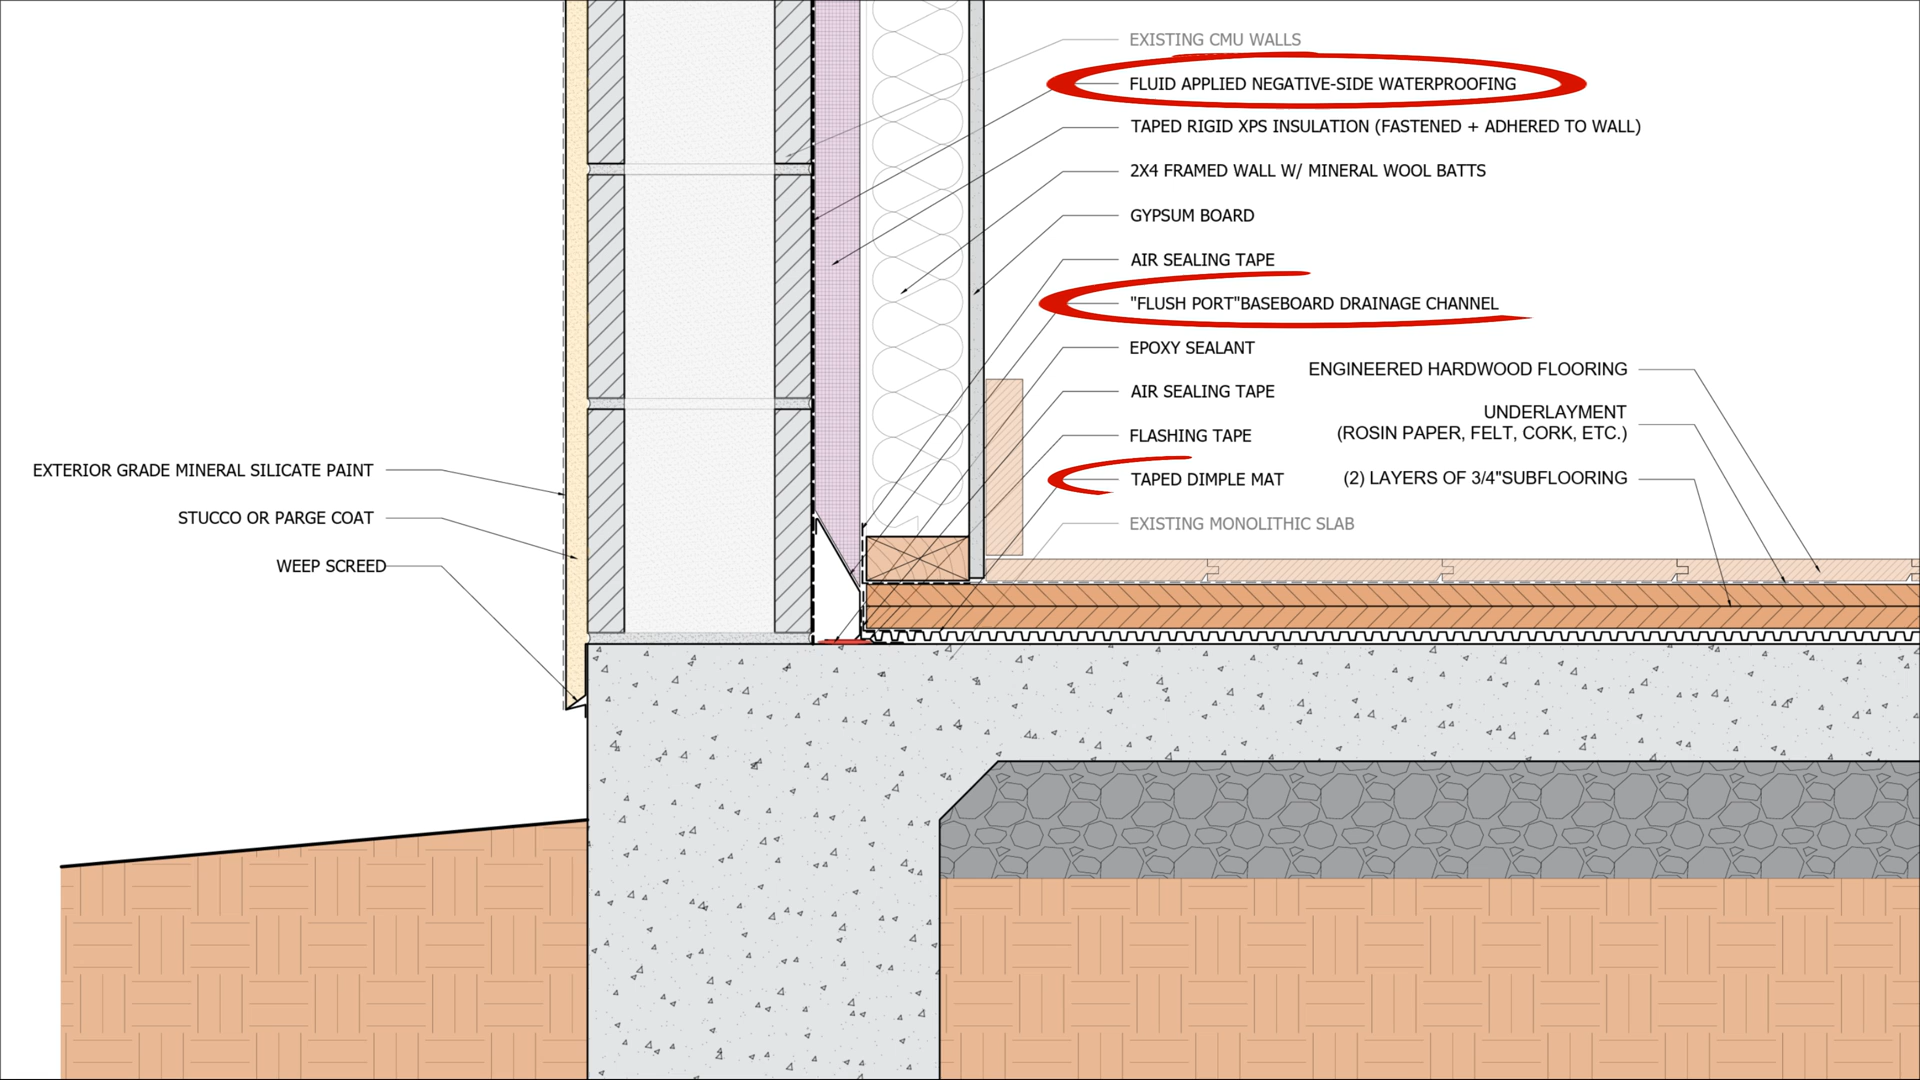 EXISTING CMU WALLS
FLUID APPLIED NEGATIVE-SIDE WATERPROOFING
TAPED RIGID XPS INSULATION (FASTENED + ADHERED TO WALL)
2X4 FRAMED WALL W/ MINERAL WOOL BATTS
GYPSUM BOARD
AIR SEALING TAPE
"FLUSH PORT"BASEBOARD DRAINAGE CHANNEL
EPOXY SEALANT
AIR SEALING TAPE
FLASHING TAPE
TAPED DIMPLE MAT
EXISTING MONOLITHIC SLAB
ENGINEERED HARDWOOD FLOORING
UNDERLAYMENT
(ROSIN PAPER, FELT, CORK, ETC.)
(2) LAYERS OF 3/4"SUBFLOORING
EXTERIOR GRADE MINERAL SILICATE PAINT
STUCCO OR PARGE COAT
WEEP SCREED